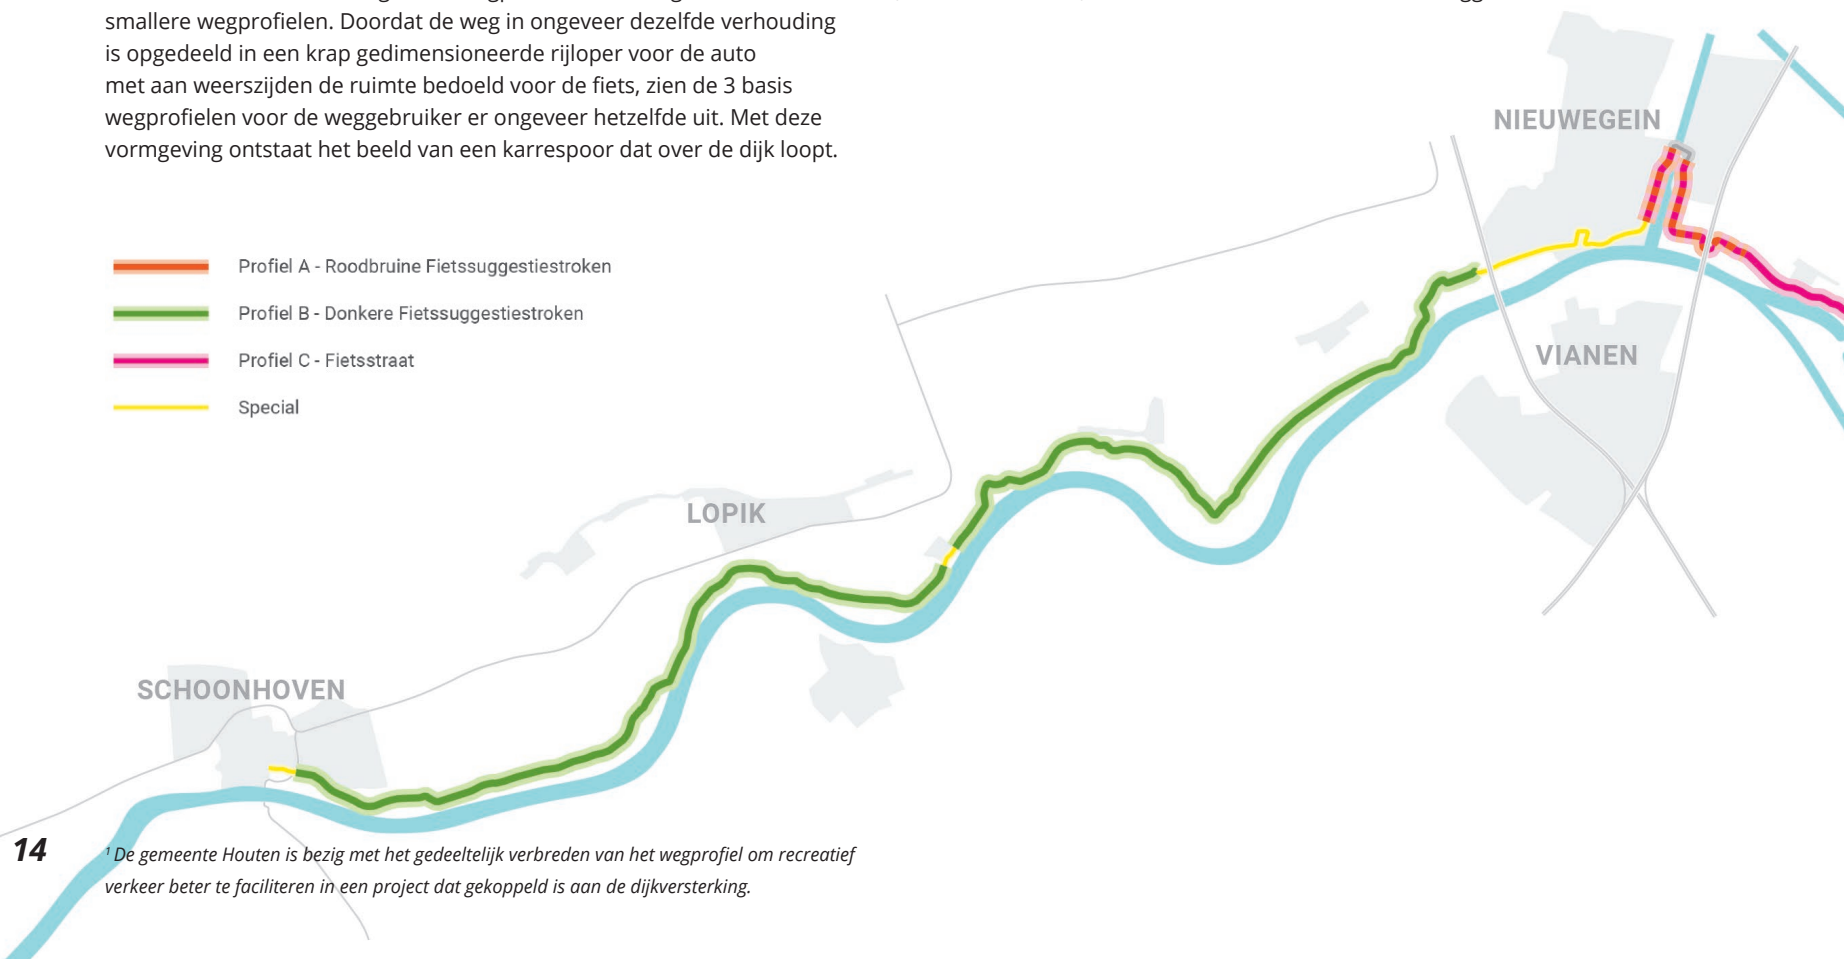 smallere wegprofielen. Doordat de weg in ongeveer dezelfde verhouding
is opgedeeld in een krap gedimensioneerde rijloper voor de auto
met aan weerszijden de ruimte bedoeld voor de fiets, zien de 3 basis
wegprofielen voor de weggebruiker er ongeveer hetzelfde uit. Met deze
vormgeving ontstaat het beeld van een karrespoor dat over de dijk loopt.
Profiel A - Roodbruine Fietssuggestiestroken
Profiel B - Donkere Fietssuggestiestroken
Profiel C - Fietsstraat
Special
NIEUWEGEIN
VIANEN
LOPIK
SCHOONHOVEN
14
¹ De gemeente Houten is bezig met het gedeeltelijk verbreden van het wegprofiel om recreatief
verkeer beter te faciliteren in een project dat gekoppeld is aan de dijkversterking.